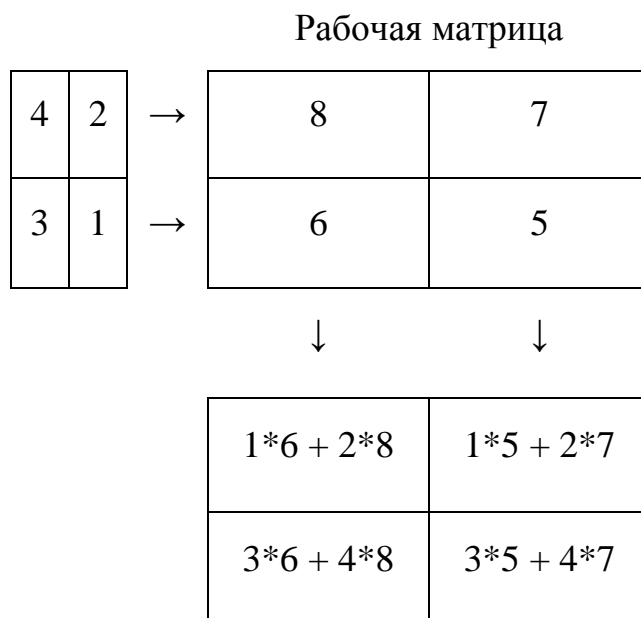 Рабочая матрица
4 2 → 8 7
3 1 → 6 5
↓ ↓
1*6 + 2*8 1*5 + 2*7
3*6 + 4*8 3*5 + 4*7